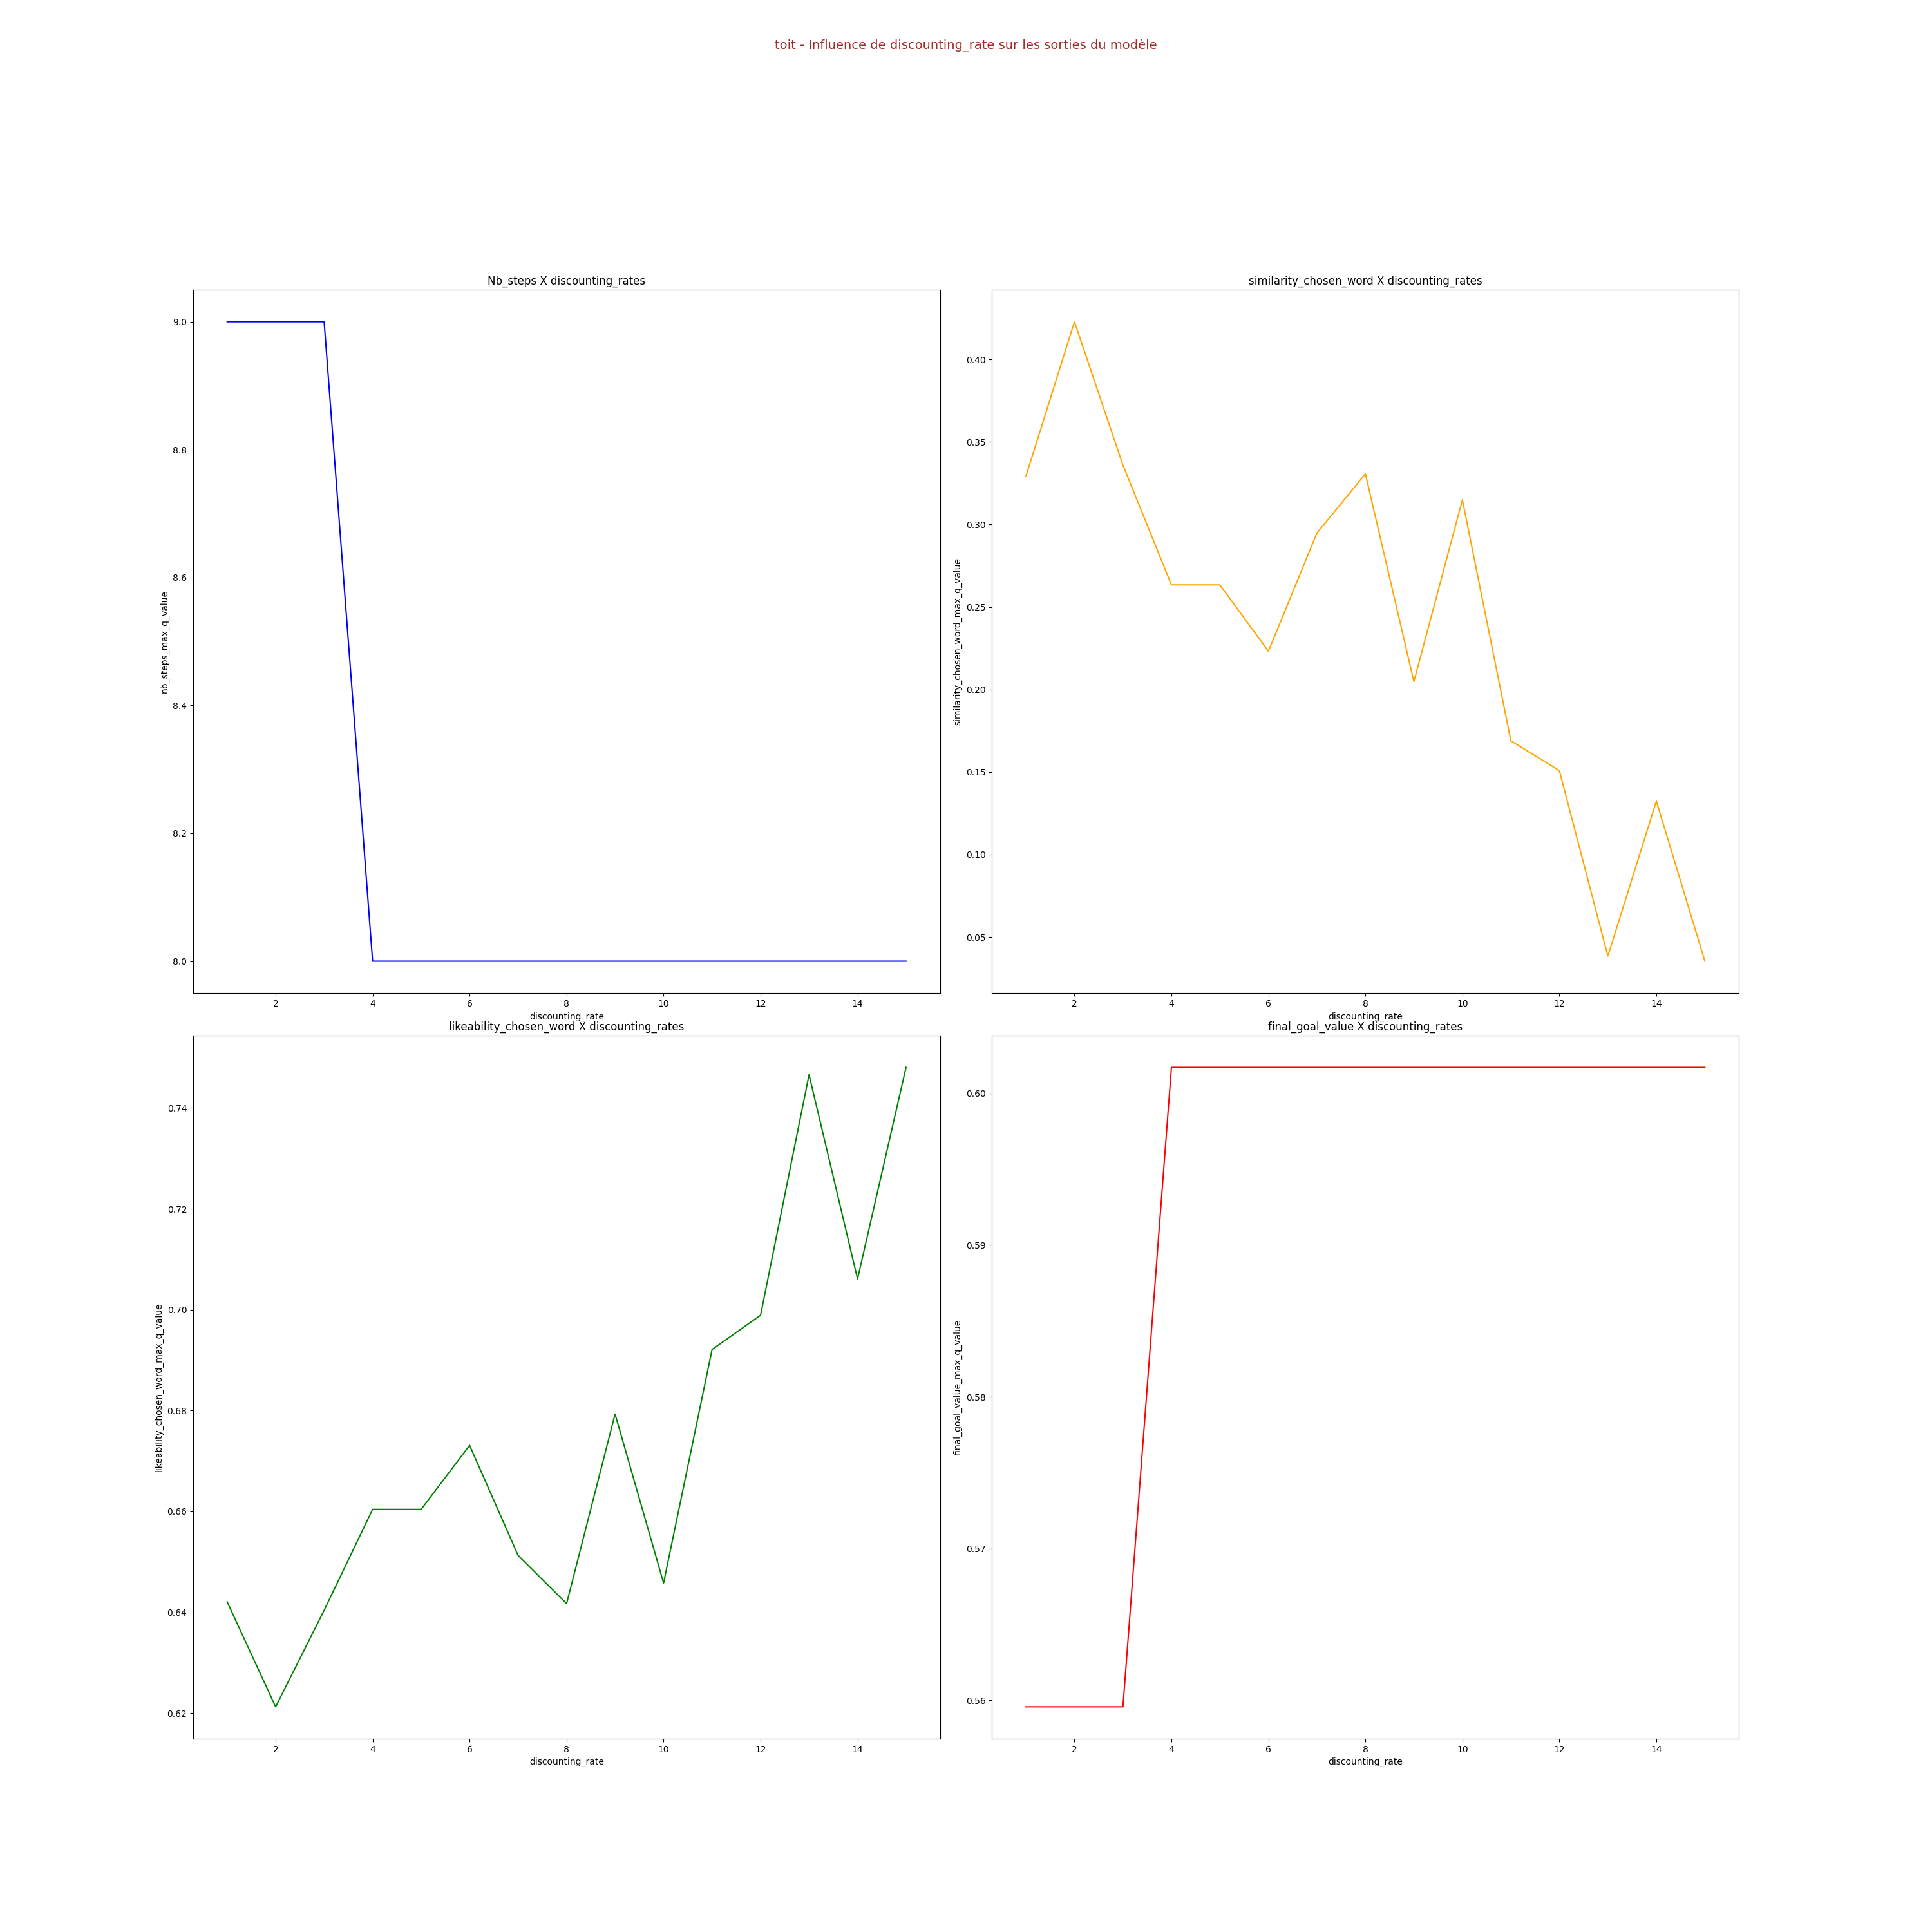 toit - Influence de discounting_rate sur les sorties du modèle
Nb_steps X discounting_rates
nb_steps_max_q_value
9.0
8.8
8.6
8.4
8.2
8.0
2 4 6 8 10 12 14
discounting_rate
similarity_chosen_word X discounting_rates
similarity_chosen_word_max_q_value
0.40
0.35
0.30
0.25
0.20
0.15
0.10
0.05
2 4 6 8 10 12 14
discounting_rate
likeability_chosen_word X discounting_rates
likeability_chosen_word_max_q_value
0.74
0.72
0.70
0.68
0.66
0.64
0.62
2 4 6 8 10 12 14
discounting_rate
final_goal_value X discounting_rates
final_goal_value_max_q_value
0.60
0.59
0.58
0.57
0.56
2 4 6 8 10 12 14
discounting_rate